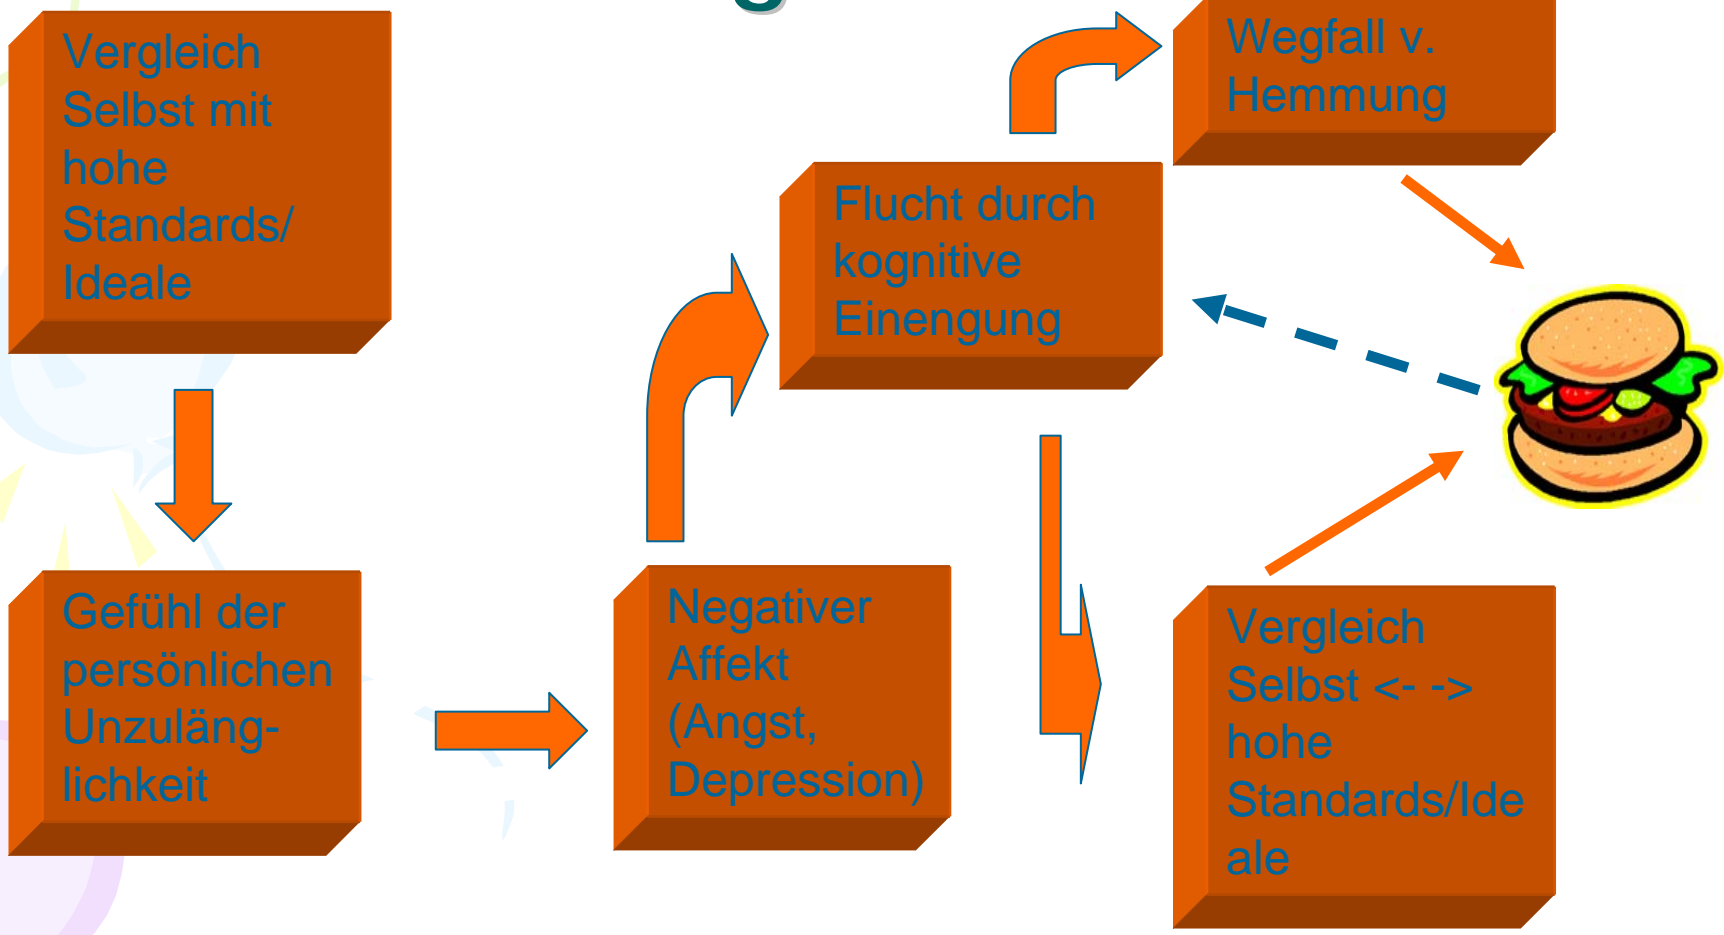 Vergleich
Selbst mit
hohe
Standards/
Ideale
Gefühl der
persönlichen
Unzuläng-
lichkeit
Negativer
Affekt
(Angst,
Depression)
Flucht durch
kognitive
Einengung
Wegfall v.
Hemmung
Vergleich
Selbst <- ->
hohe
Standards/Ide
ale